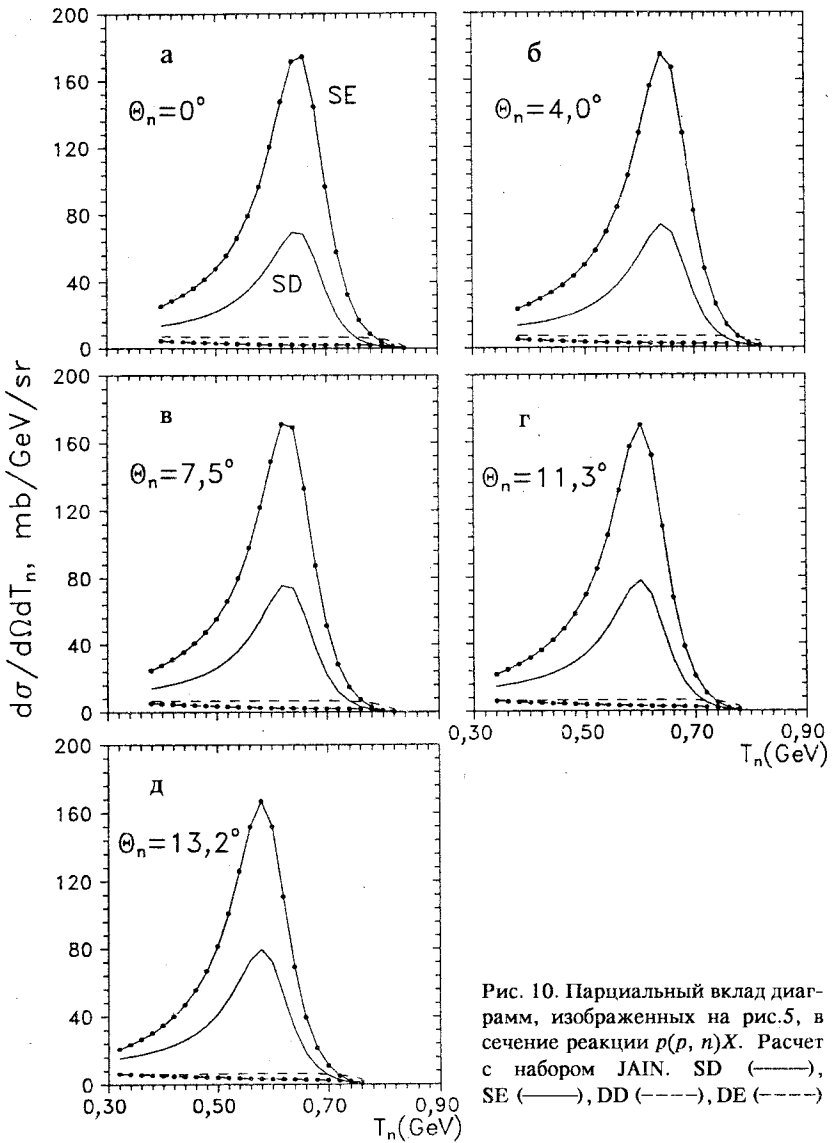 200
160
120
80
40
0
а
Θn=0°
SE
SD
б
Θn=4,0°
200
160
120
80
40
0
в
Θn=7,5°
г
Θn=11,3°
0,30 0,50 0,70 0,90
Tn(GeV)
dσ/dΩdTn, mb/GeV/sr
200
160
120
80
40
0
д
Θn=13,2°
0,30 0,50 0,70 0,90
Tn(GeV)
Рис. 10. Парциальный вклад диаг-
рамм, изображенных на рис.5, в
сечение реакции p(p, n)X. Расчет
с набором JAIN. SD (———),
SE (———), DD (----), DE (----)